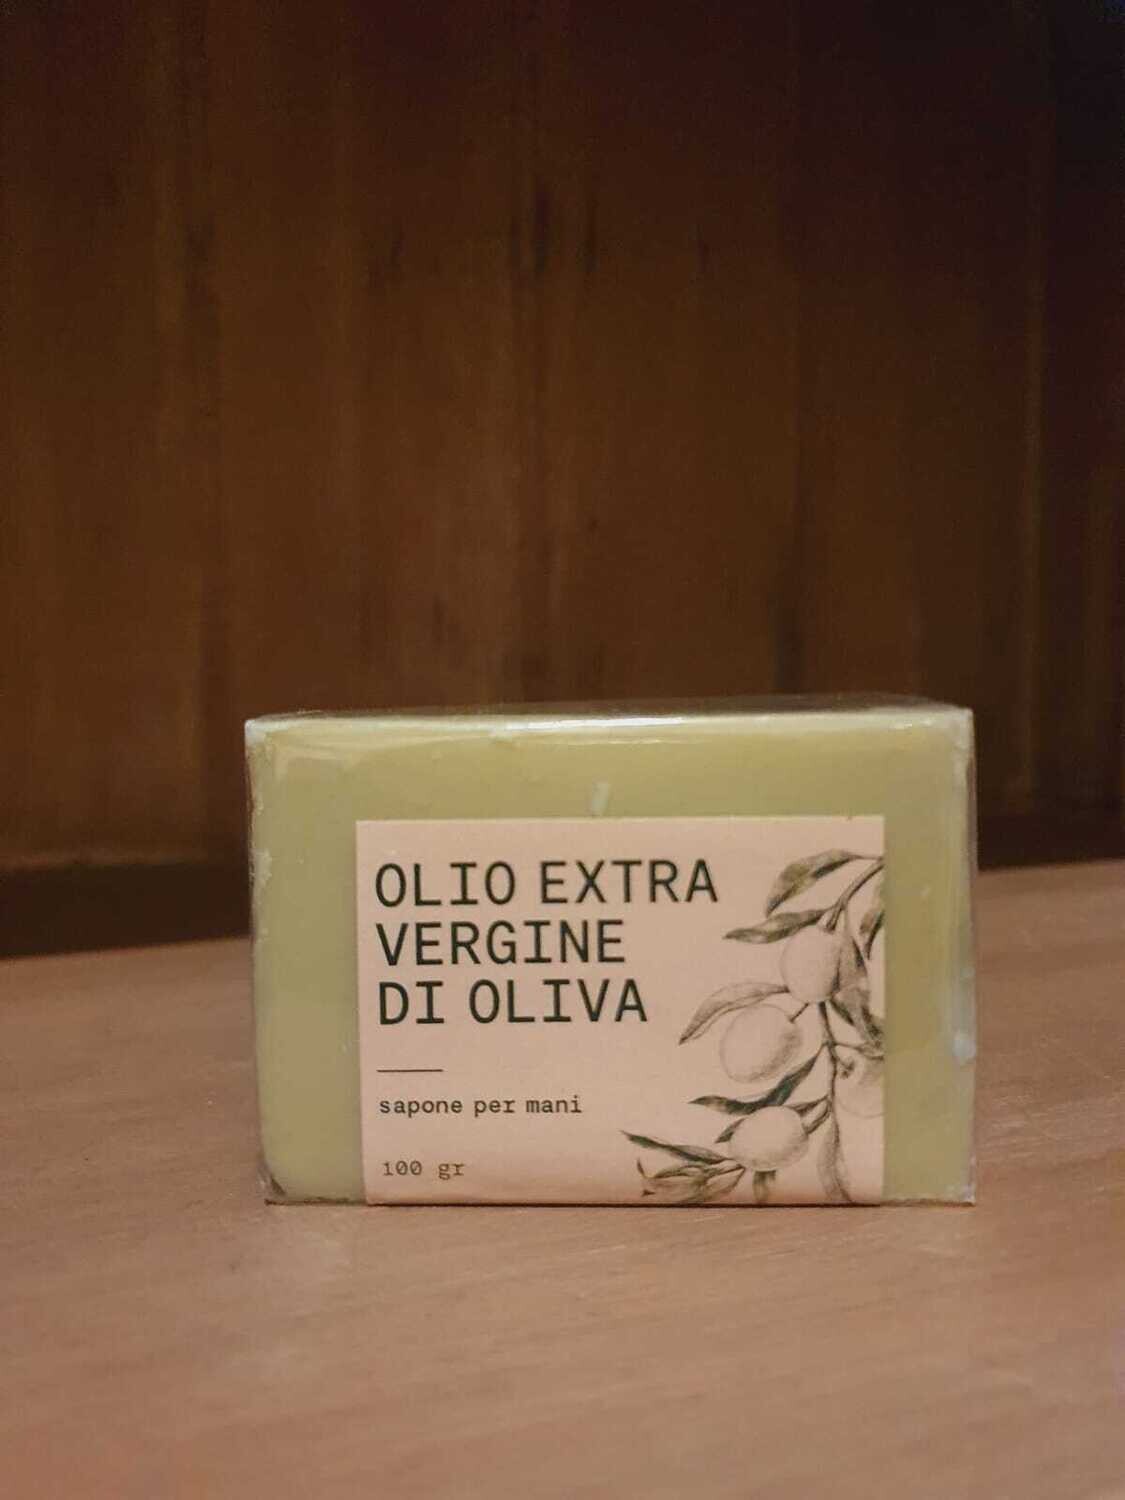 OLIO EXTRA
VERGINE
DI OLIVA
sapone per mani
100 gr